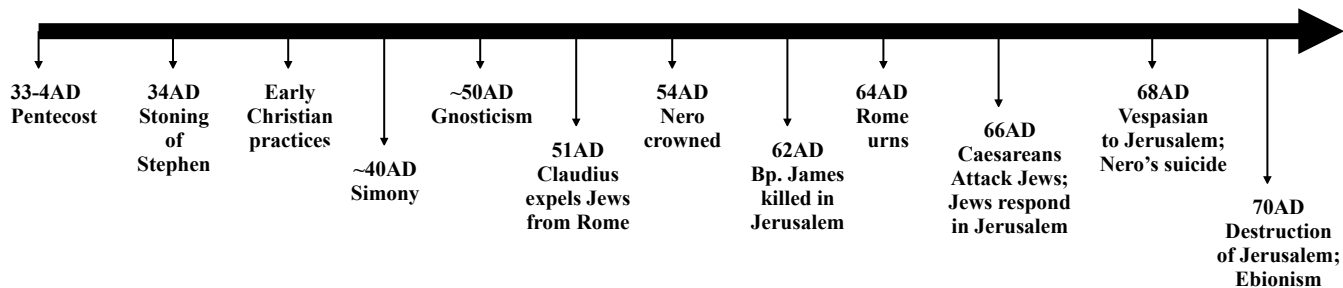 33-4AD
Pentecost
34AD
Stoning
of
Stephen
Early
Christian
practices
~40AD
Simony
~50AD
Gnosticism
51AD
Claudius
expels Jews
from Rome
54AD
Nero
crowned
62AD
Bp. James
killed in
Jerusalem
64AD
Rome
urns
66AD
Caesareans
Attack Jews;
Jews respond
in Jerusalem
68AD
Vespasian
to Jerusalem;
Nero’s suicide
70AD
Destruction
of Jerusalem;
Ebionism